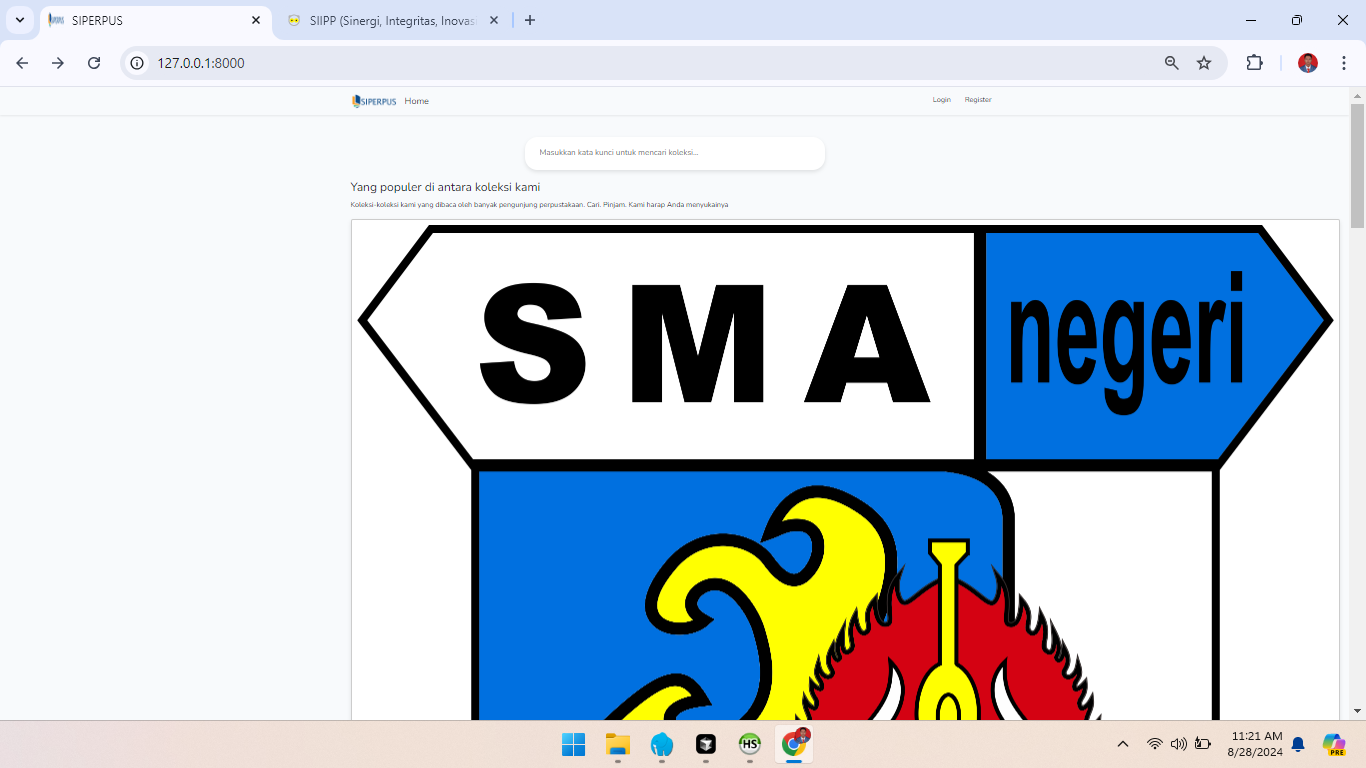 SIPERPUS
SIIPP (Sinergi, Integritas, Inovasi
127.0.0.1:8000
SIPERPUS Home Login Register
Masukkan kata kunci untuk mencari koleksi...
Yang populer di antara koleksi kami
Koleksi-koleksi kami yang dibaca oleh banyak pengunjung perpustakaan. Cari. Pinjam. Kami harap Anda menyukainya
SMA negeri
HS
11:21 AM
8/28/2024
PRE